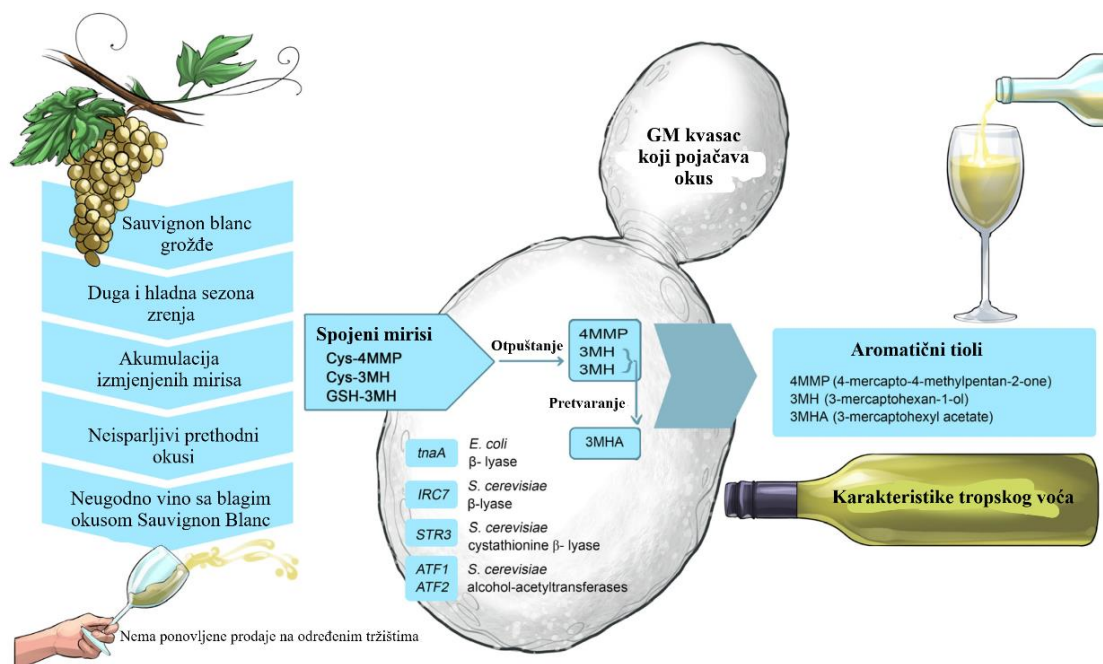 Sauvignon blanc
grožđe
Duga i hladna sezona
zrenja
Akumulacija
izmjenjenih mirisa
Neisparljivi prethodni
okusi
Neugodno vino sa blagim
okusom Sauvignon Blanc
Nema ponovljene prodaje na određenim tržištima
GM kvasac
koji pojačava
okus
Spojeni mirisi
Cys-4MMP
Cys-3MH
GSH-3MH
Otpuštanje
4MMP
3MH
3MH
Pretvaranje
3MHA
tnaA E. coli
β- lyase
IRC7 S. cerevisiae
β-lyase
STR3 S. cerevisiae
cystathionine β- lyase
ATF1 S. cerevisiae
ATF2 alcohol-acetyltransferases
Aromatični tioli
4MMP (4-mercapto-4-methylpentan-2-one)
3MH (3-mercaptohexan-1-ol)
3MHA (3-mercaptohexyl acetate)
Karakteristike tropskog voća